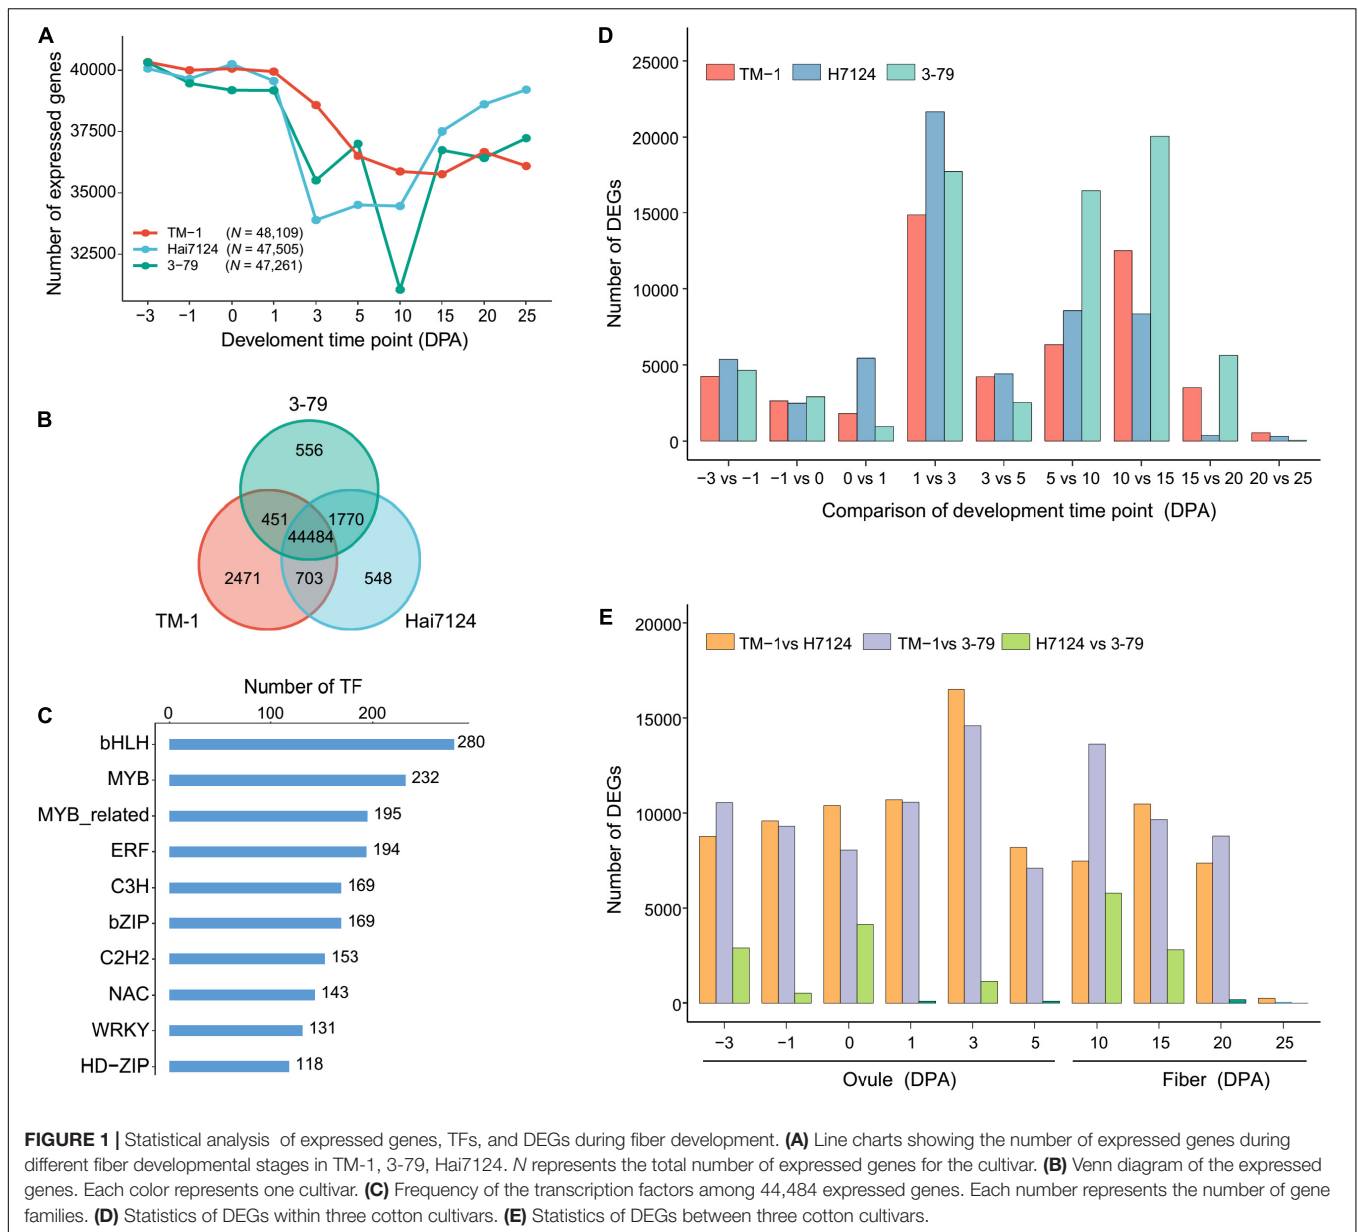 A
Number of expressed genes
40000
37500
35000
32500
TM−1 (N = 48,109)
Hai7124 (N = 47,505)
3−79 (N = 47,261)
−3 −1 0 1 3 5 10 15 20 25
Develoment time point (DPA)
B
3-79
556
451 1770
44484
2471 703 548
TM-1 Hai7124
C
Number of TF
0 100 200
bHLH 280
MYB 232
MYB_related 195
ERF 194
C3H 169
bZIP 169
C2H2 153
NAC 143
WRKY 131
HD−ZIP 118
D
Number of DEGs
25000
20000
15000
10000
5000
0
TM−1 H7124 3-79
−3 vs −1 −1 vs 0 0 vs 1 1 vs 3 3 vs 5 5 vs 10 10 vs 15 15 vs 20 20 vs 25
Comparison of development time point (DPA)
E
Number of DEGs
20000
15000
10000
5000
0
TM−1vs H7124 TM−1vs 3-79 H7124 vs 3-79
−3 −1 0 1 3 5 10 15 20 25
Ovule (DPA) Fiber (DPA)
FIGURE 1 | Statistical analysis of expressed genes, TFs, and DEGs during fiber development. (A) Line charts showing the number of expressed genes during
different fiber developmental stages in TM-1, 3-79, Hai7124. N represents the total number of expressed genes for the cultivar. (B) Venn diagram of the expressed
genes. Each color represents one cultivar. (C) Frequency of the transcription factors among 44,484 expressed genes. Each number represents the number of gene
families. (D) Statistics of DEGs within three cotton cultivars. (E) Statistics of DEGs between three cotton cultivars.